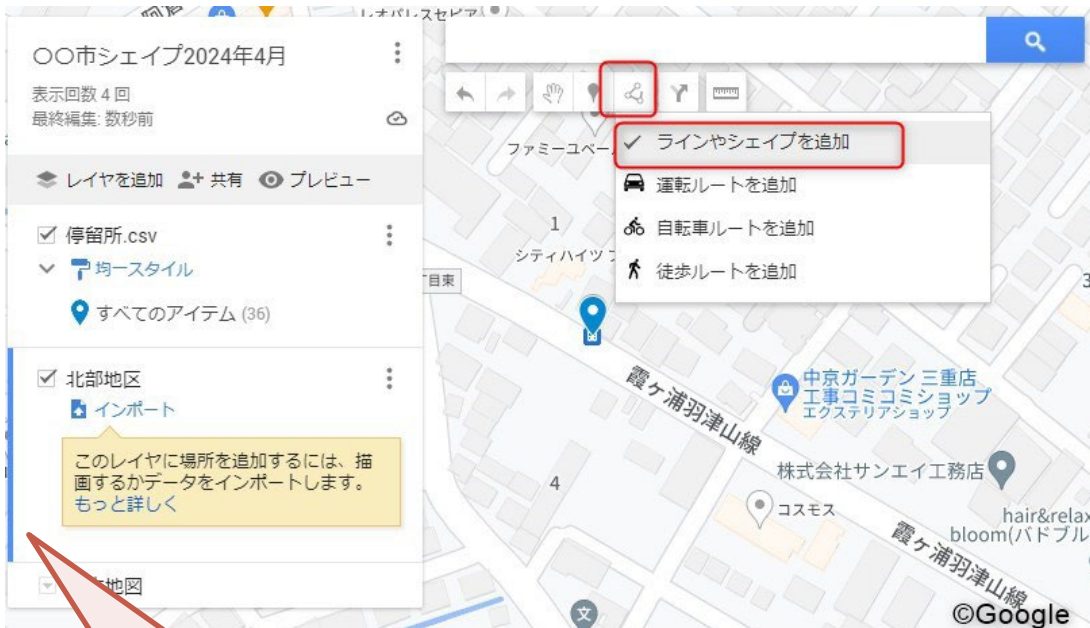 レオパレスセピア
〇〇市シェイプ2024年4月
表示回数 4 回
最終編集: 数秒前
レイヤを追加 共有 プレビュー
停留所.csv
均一スタイル
すべてのアイテム (36)
北部地区
インポート
このレイヤに場所を追加するには、描
画するかデータをインポートします。
もっと詳しく
地図
ラインやシェイプを追加
運転ルートを追加
自転車ルートを追加
徒歩ルートを追加
ファミーユベー
1
シティハイツ
目東
3
霞ヶ浦羽津山線
中京ガーデン 三重店
工事コミコミショップ
エクステリアショップ
株式会社サンエイ工務店
4
コスモス
hair&relax
bloom(バドブル
霞ヶ浦羽津山線
©Google